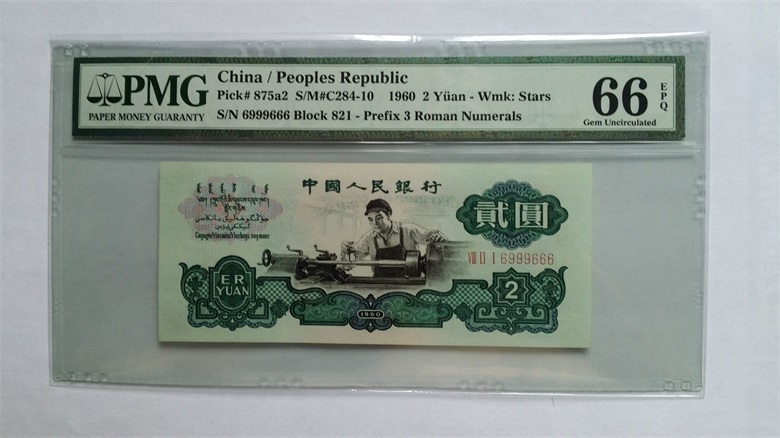 PMG
PAPER MONEY GUARANTY
China / Peoples Republic
Pick# 875a2 S/M#C284-10 1960 2 Yüan - Wmk: Stars
S/N 6999666 Block 821 - Prefix 3 Roman Numerals
66
EPQ
Gem Uncirculated
中國人民銀行
貳圓
VIII II I 6999666
ER
YUAN
1960
2